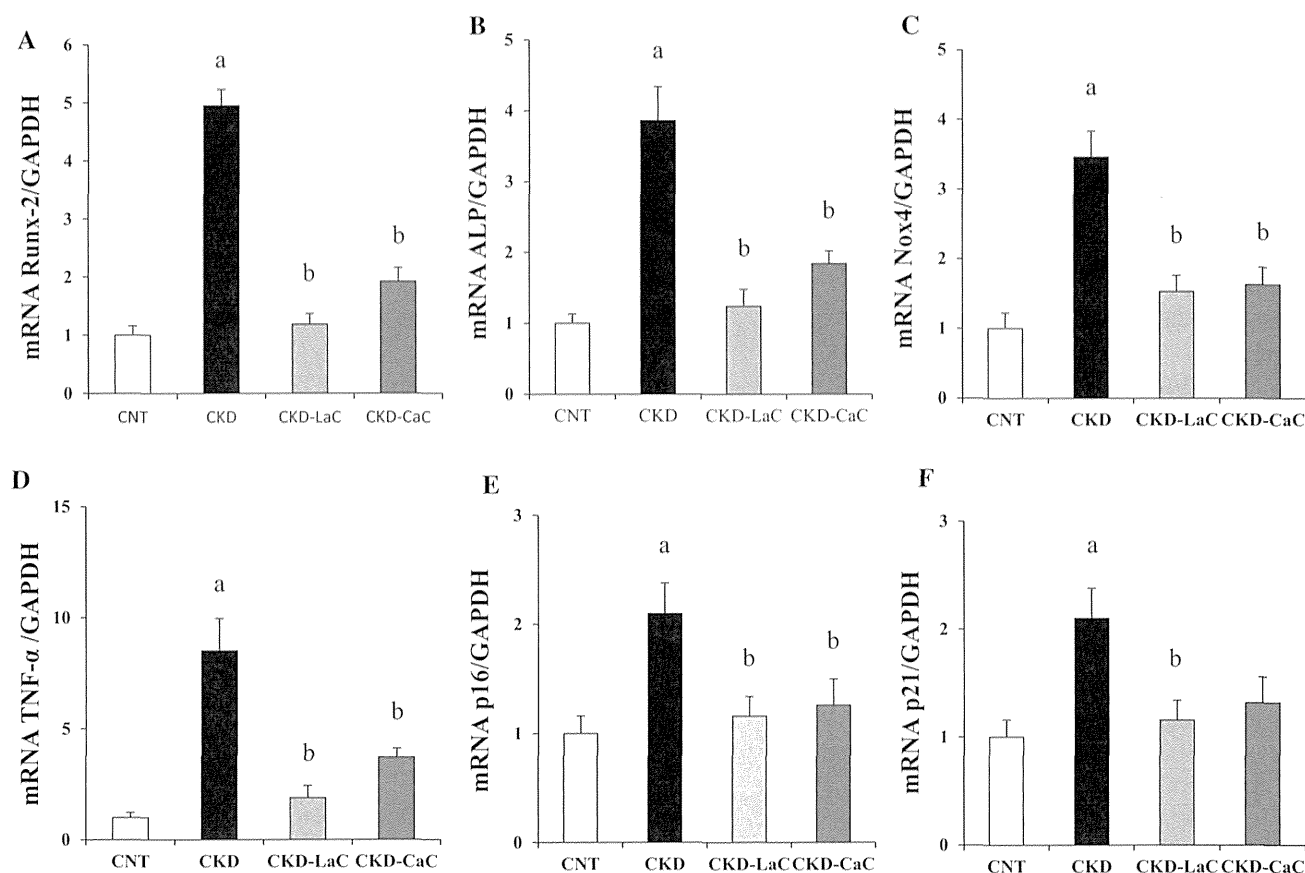 A
mRNA Runx-2/GAPDH
6
5
4
3
2
1
0
a
b
b
CNT CKD CKD-LaC CKD-CaC
B
mRNA ALP/GAPDH
5
4
3
2
1
0
a
b
b
CNT CKD CKD-LaC CKD-CaC
C
mRNA Nox4/GAPDH
5
4
3
2
1
0
a
b
b
CNT CKD CKD-LaC CKD-CaC
D
mRNA TNF-α /GAPDH
15
10
5
0
a
b
b
CNT CKD CKD-LaC CKD-CaC
E
mRNA p16/GAPDH
3
2
1
0
a
b
b
CNT CKD CKD-LaC CKD-CaC
F
mRNA p21/GAPDH
3
2
1
0
a
b
CNT CKD CKD-LaC CKD-CaC